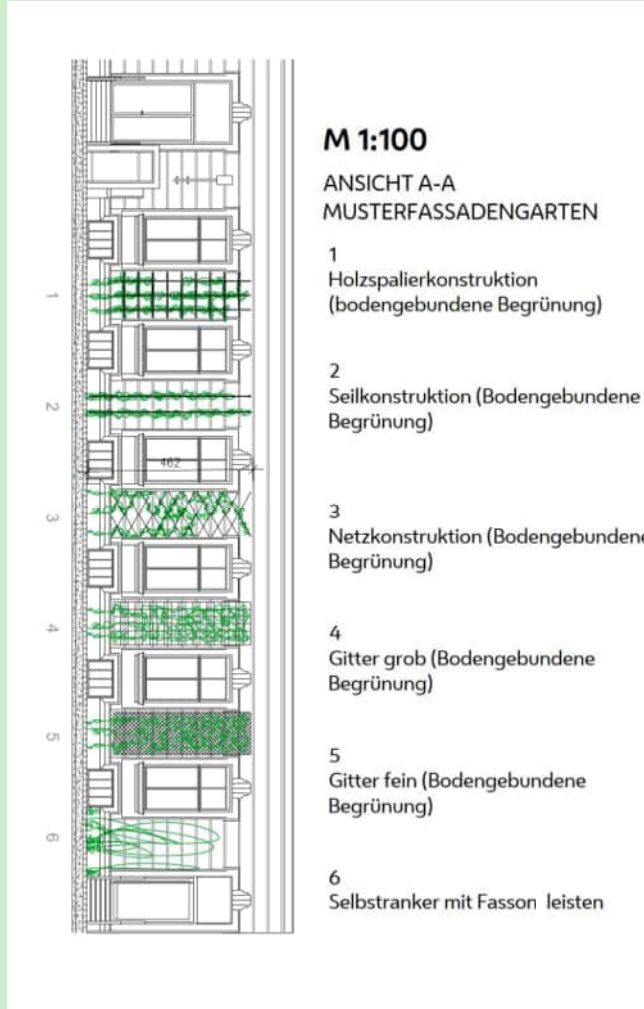 M 1:100
ANSICHT A-A
MUSTERFASSADENGARTEN
1
Holzspalierkonstruktion
(bodengebundene Begrünung)
2
Seilkonstruktion (Bodengebundene
Begrünung)
3
Netzkonstruktion (Bodengebundene
Begrünung)
4
Gitter grob (Bodengebundene
Begrünung)
5
Gitter fein (Bodengebundene
Begrünung)
6
Selbstranker mit Fasson leisten
1
2
462
3
4
5
6